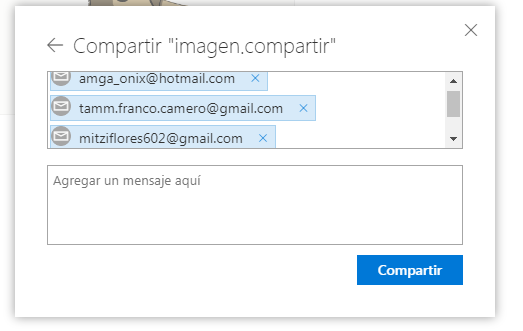 Compartir "imagen.compartir"
amga_onix@hotmail.com
tamm.franco.camero@gmail.com
mitziflores602@gmail.com
Agregar un mensaje aquí
Compartir